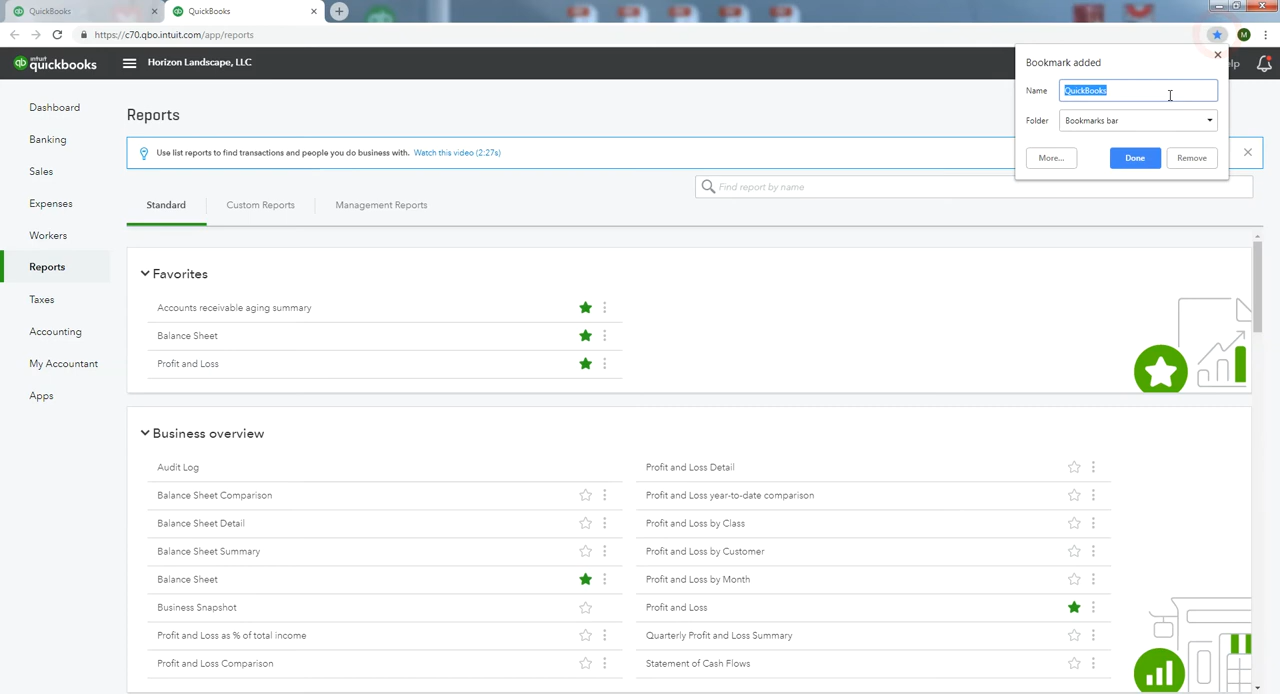 QuickBooks
QuickBooks
https://c70.qbo.intuit.com/app/reports
M
qb intuit quickbooks
Horizon Landscape, LLC
Bookmark added
Name QuickBooks
Folder Bookmarks bar
More... Done Remove
Dashboard
Banking
Sales
Expenses
Workers
Reports
Taxes
Accounting
My Accountant
Apps
Reports
Use list reports to find transactions and people you do business with. Watch this video (2:27s)
Find report by name
Standard Custom Reports Management Reports
Favorites
Accounts receivable aging summary
Balance Sheet
Profit and Loss
Business overview
Audit Log
Balance Sheet Comparison
Balance Sheet Detail
Balance Sheet Summary
Balance Sheet
Business Snapshot
Profit and Loss as % of total income
Profit and Loss Comparison
Profit and Loss Detail
Profit and Loss year-to-date comparison
Profit and Loss by Class
Profit and Loss by Customer
Profit and Loss by Month
Profit and Loss
Quarterly Profit and Loss Summary
Statement of Cash Flows